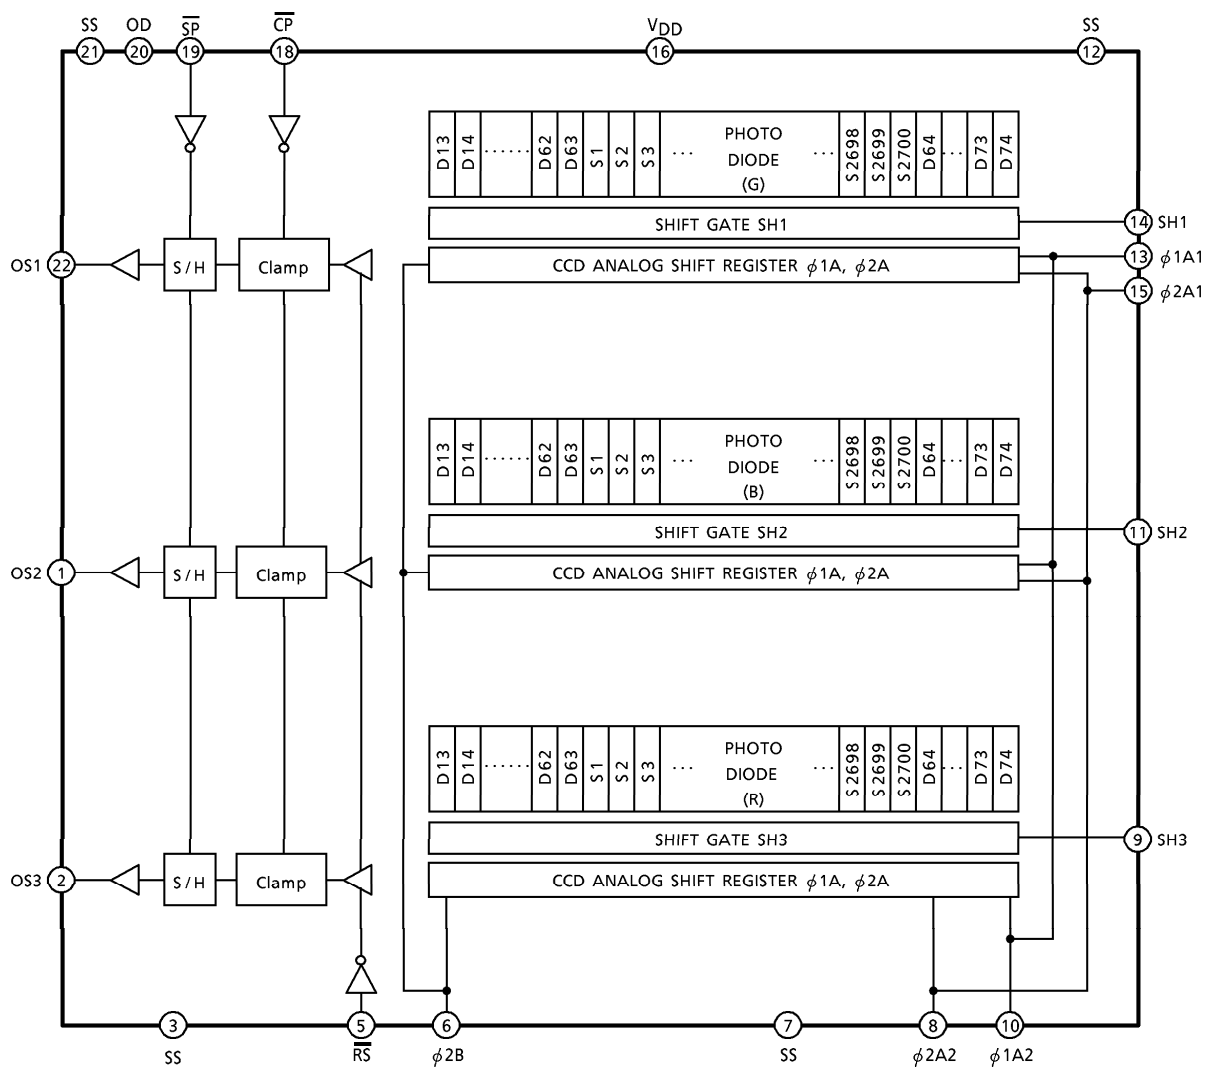 SS OD S̅P̅ C̅P̅ VDD SS
21 20 19 18 16 12
D13 D14 ...... D62 D63 S1 S2 S3 ... PHOTO DIODE (G) ... S2698 S2699 S2700 D64 ... D73 D74
SHIFT GATE SH1 14 SH1
OS1 22 S/H Clamp CCD ANALOG SHIFT REGISTER ϕ1A, ϕ2A 13 ϕ1A1
15 ϕ2A1
D13 D14 ...... D62 D63 S1 S2 S3 ... PHOTO DIODE (B) ... S2698 S2699 S2700 D64 ... D73 D74
SHIFT GATE SH2 11 SH2
OS2 1 S/H Clamp CCD ANALOG SHIFT REGISTER ϕ1A, ϕ2A
D13 D14 ...... D62 D63 S1 S2 S3 ... PHOTO DIODE (R) ... S2698 S2699 S2700 D64 ... D73 D74
SHIFT GATE SH3 9 SH3
OS3 2 S/H Clamp CCD ANALOG SHIFT REGISTER ϕ1A, ϕ2A
3 5 6 7 8 10
SS R̅S̅ ϕ2B SS ϕ2A2 ϕ1A2